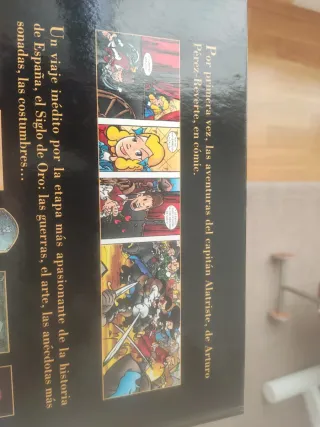 Por primera vez, las aventuras del capitán Alatriste, de Arturo
Pérez-Reverte, en cómic.
Un viaje inédito por la etapa más apasionante de la historia
de España, el Siglo de Oro: las guerras, el arte, las anécdotas más
sonadas, las costumbres...